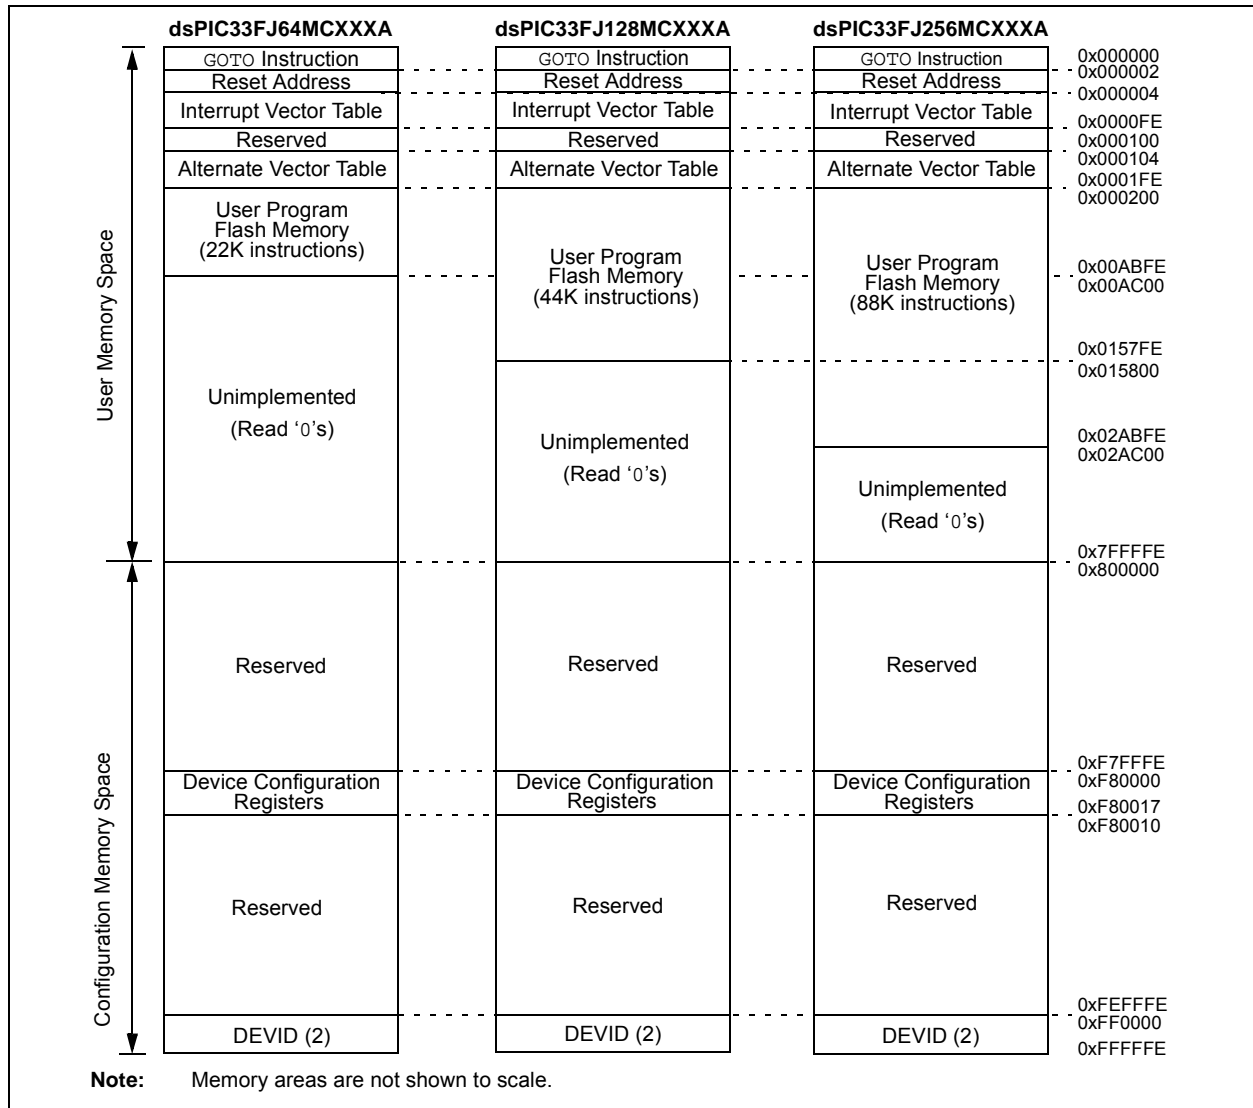 dsPIC33FJ64MCXXXA dsPIC33FJ128MCXXXA dsPIC33FJ256MCXXXA
GOTO Instruction GOTO Instruction GOTO Instruction 0x000000
0x000002
Reset Address Reset Address Reset Address
0x000004
Interrupt Vector Table Interrupt Vector Table Interrupt Vector Table
0x0000FE
Reserved Reserved Reserved 0x000100
0x000104
Alternate Vector Table Alternate Vector Table Alternate Vector Table
0x0001FE
0x000200
User Program
Flash Memory
(22K instructions)
User Program
Flash Memory
(44K instructions)
User Program
Flash Memory
(88K instructions)
0x00ABFE
0x00AC00
0x0157FE
0x015800
User Memory Space
Unimplemented
(Read ‘0’s)
Unimplemented
(Read ‘0’s)
0x02ABFE
0x02AC00
Unimplemented
(Read ‘0’s)
0x7FFFFE
0x800000
Reserved Reserved Reserved
0xF7FFFE
0xF80000
Device Configuration
Registers
Device Configuration
Registers
Device Configuration
Registers
0xF80017
0xF80010
Configuration Memory Space
Reserved Reserved Reserved
0xFEFFFE
0xFF0000
DEVID (2) DEVID (2) DEVID (2)
0xFFFFFE
Note: Memory areas are not shown to scale.